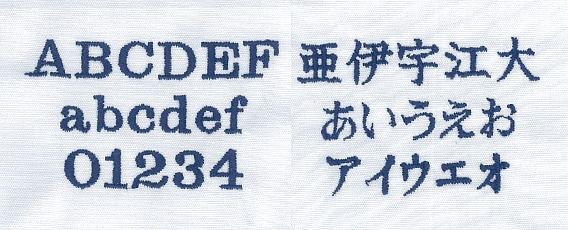 ABCDEF
abcdef
01234
亜伊宇江大
あいうえお
アイウエオ